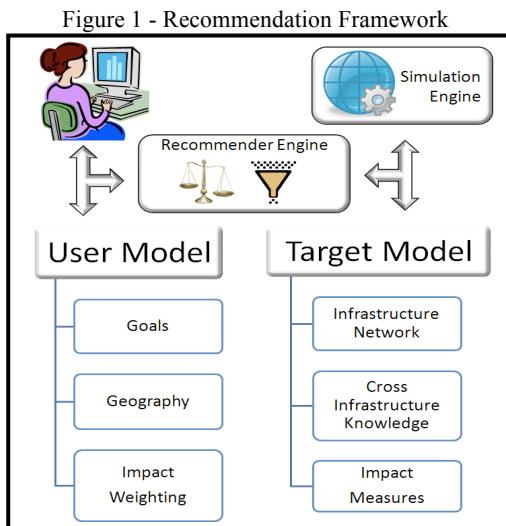 Figure 1 - Recommendation Framework
Simulation
Engine
Recommender Engine
User Model
Target Model
Goals
Geography
Impact
Weighting
Infrastructure
Network
Cross
Infrastructure
Knowledge
Impact
Measures